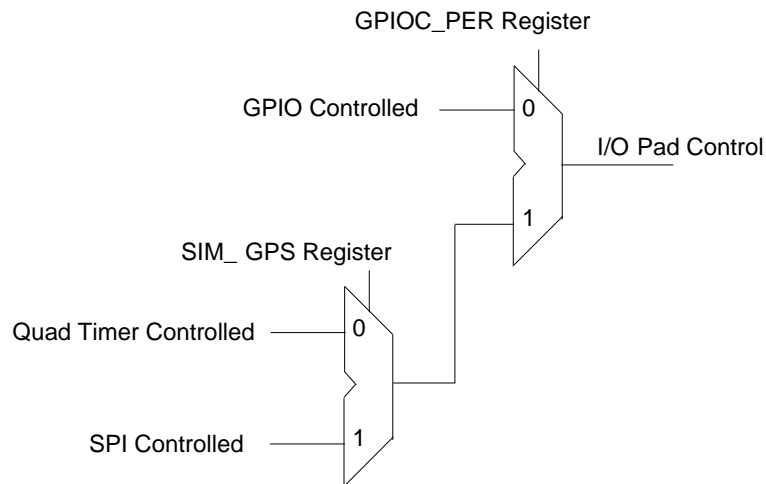 GPIOC_PER Register
GPIO Controlled
0
I/O Pad Control
1
SIM_ GPS Register
Quad Timer Controlled
0
SPI Controlled
1